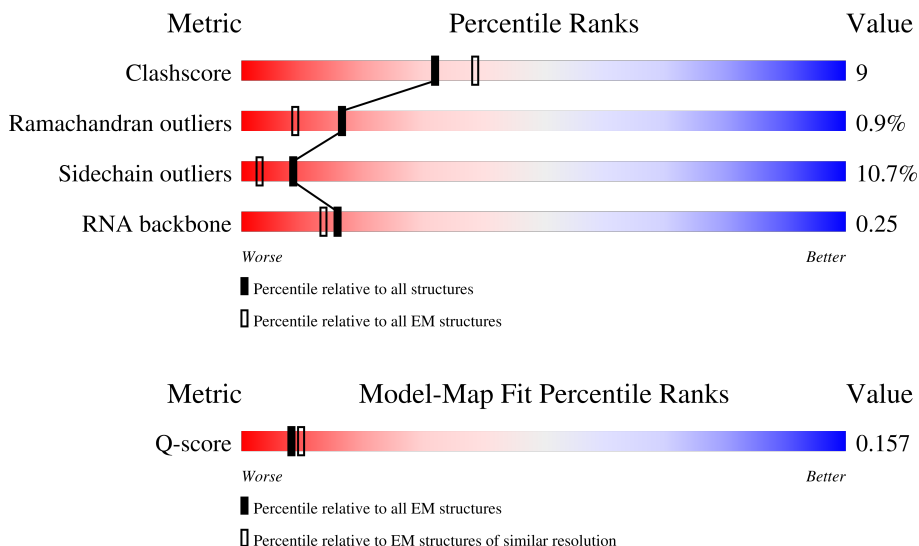 Metric Percentile Ranks Value
Clashscore 9
Ramachandran outliers 0.9%
Sidechain outliers 10.7%
RNA backbone 0.25
Worse Better
Percentile relative to all structures
Percentile relative to all EM structures
Metric Model-Map Fit Percentile Ranks Value
Q-score 0.157
Worse Better
Percentile relative to all EM structures
Percentile relative to EM structures of similar resolution